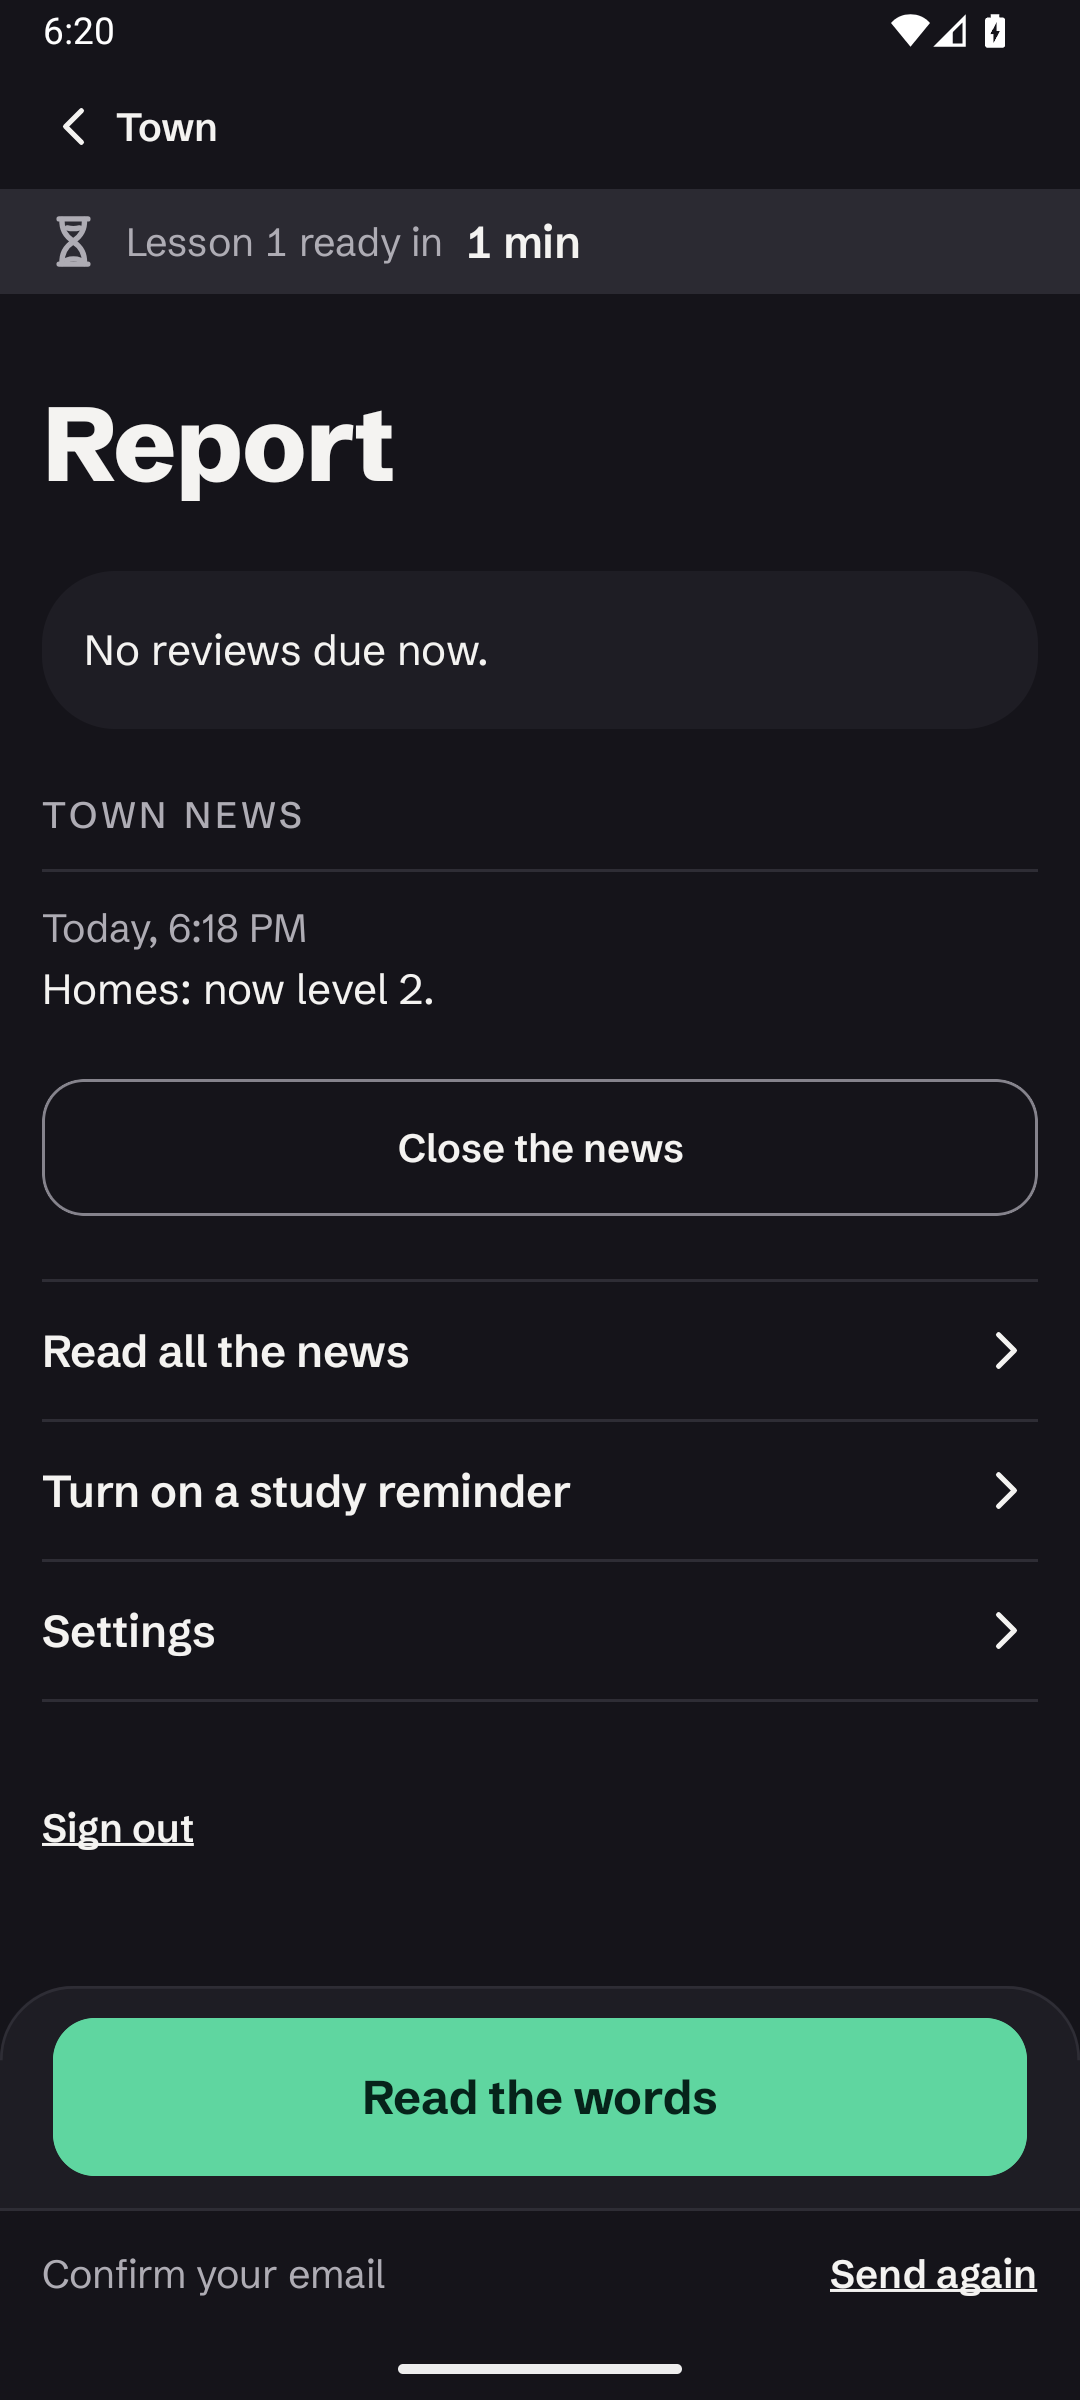 6:20
Town
Lesson 1 ready in 1 min
Report
No reviews due now.
TOWN NEWS
Today, 6:18 PM
Homes: now level 2.
Close the news
Read all the news
Turn on a study reminder
Settings
Sign out
Read the words
Confirm your email Send again